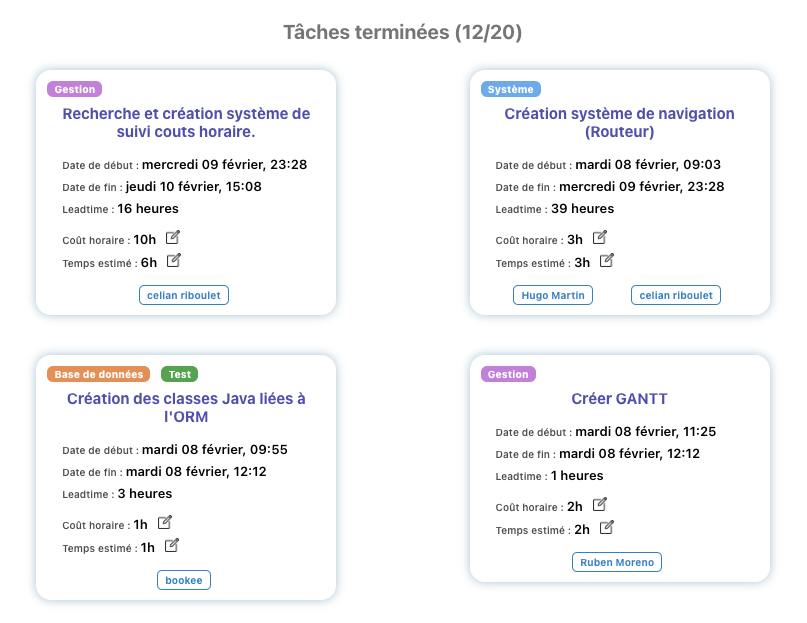 Tâches terminées (12/20)
Gestion
Recherche et création système de
suivi couts horaire.
Date de début : mercredi 09 février, 23:28
Date de fin : jeudi 10 février, 15:08
Leadtime : 16 heures
Coût horaire : 10h
Temps estimé : 6h
celian riboulet
Système
Création système de navigation
(Routeur)
Date de début : mardi 08 février, 09:03
Date de fin : mercredi 09 février, 23:28
Leadtime : 39 heures
Coût horaire : 3h
Temps estimé : 3h
Hugo Martin celian riboulet
Base de données Test
Création des classes Java liées à
l'ORM
Date de début : mardi 08 février, 09:55
Date de fin : mardi 08 février, 12:12
Leadtime : 3 heures
Coût horaire : 1h
Temps estimé : 1h
bookee
Gestion
Créer GANTT
Date de début : mardi 08 février, 11:25
Date de fin : mardi 08 février, 12:12
Leadtime : 1 heures
Coût horaire : 2h
Temps estimé : 2h
Ruben Moreno